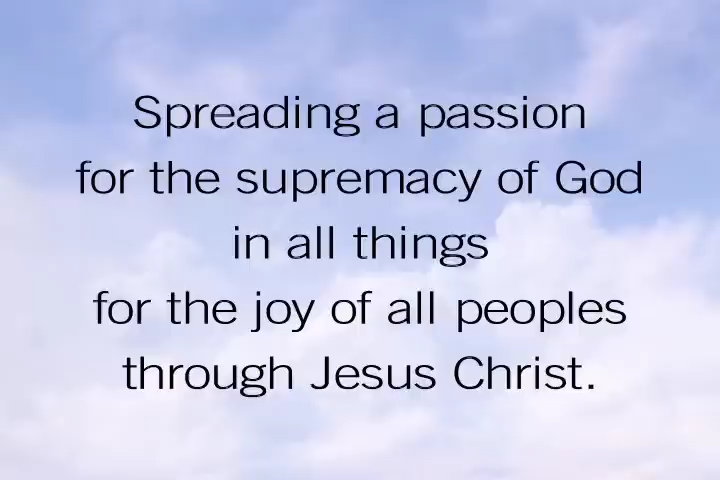 Spreading a passion
for the supremacy of God
in all things
for the joy of all peoples
through Jesus Christ.